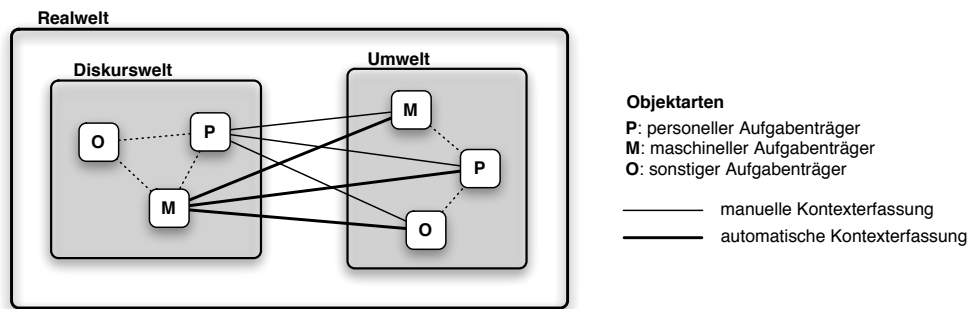 Realwelt
Diskurswelt
O
P
M
Umwelt
M
P
O
Objektarten
P: personeller Aufgabenträger
M: maschineller Aufgabenträger
O: sonstiger Aufgabenträger
manuelle Kontexterfassung
automatische Kontexterfassung